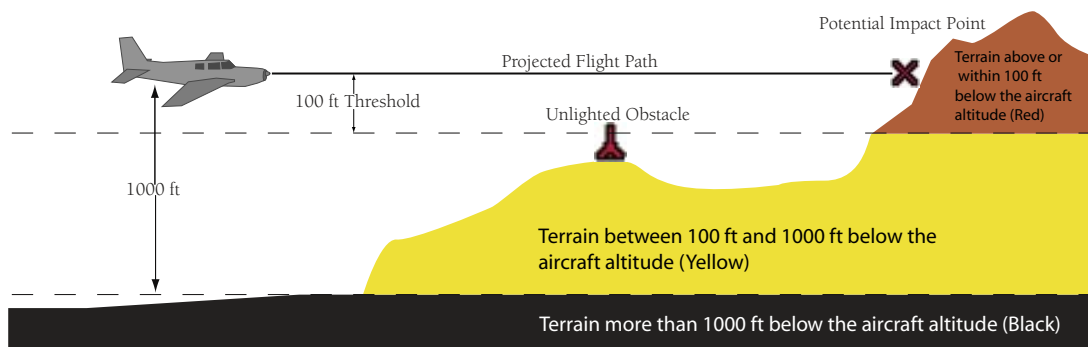 Potential Impact Point
Projected Flight Path
Terrain above or
within 100 ft
below the aircraft
altitude (Red)
100 ft Threshold
Unlighted Obstacle
1000 ft
Terrain between 100 ft and 1000 ft below the
aircraft altitude (Yellow)
Terrain more than 1000 ft below the aircraft altitude (Black)